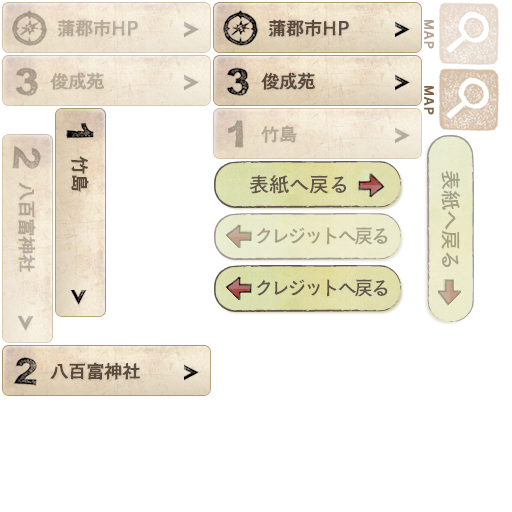 蒲郡市HP
蒲郡市HP
MAP
3 俊成苑
3 俊成苑
MAP
1 竹島
1 竹島
2 八百富神社
表紙へ戻る
表紙へ戻る
クレジットへ戻る
クレジットへ戻る
2 八百富神社